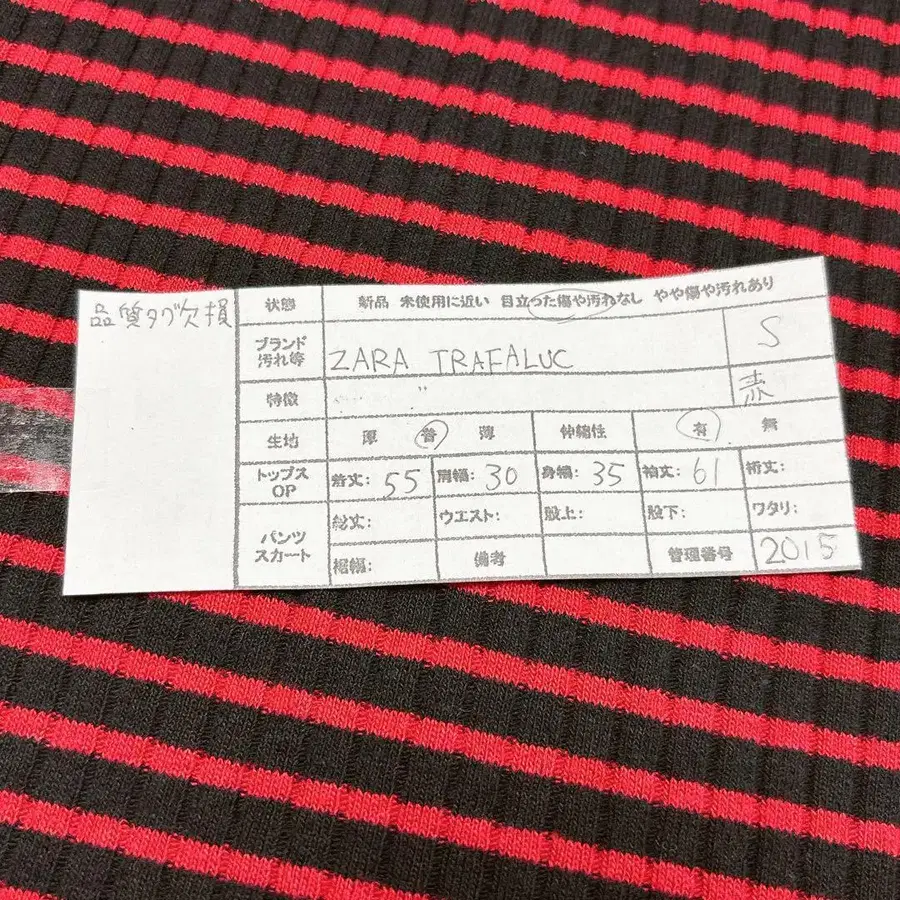 品質タグ欠損
状態 新品 未使用に近い 目立った傷や汚れなし やや傷や汚れあり
ブランド
汚れ等 ZARA TRAFALUC S
特徴 〃 赤
生地 厚 普 薄 伸縮性 有 無
トップス
OP 着丈: 55 肩幅: 30 身幅: 35 袖丈: 61 裄丈:
パンツ
スカート 総丈: ウエスト: 股上: 股下: ワタリ:
裾幅: 備考 管理番号 2015